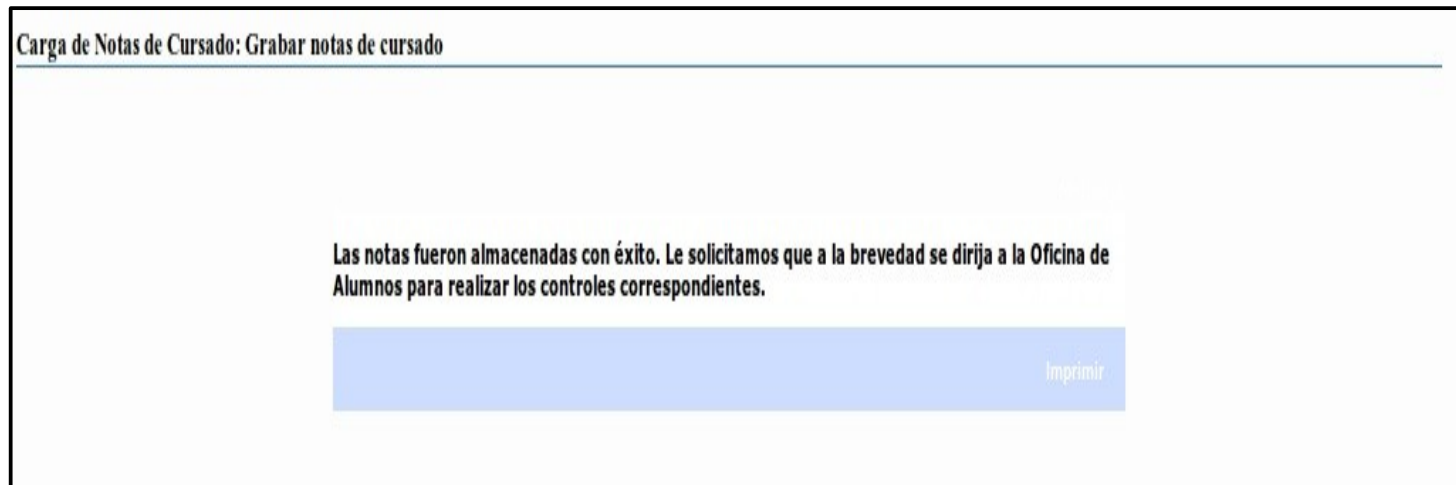 Carga de Notas de Cursado: Grabar notas de cursado
Las notas fueron almacenadas con éxito. Le solicitamos que a la brevedad se dirija a la Oficina de
Alumnos para realizar los controles correspondientes.
Imprimir